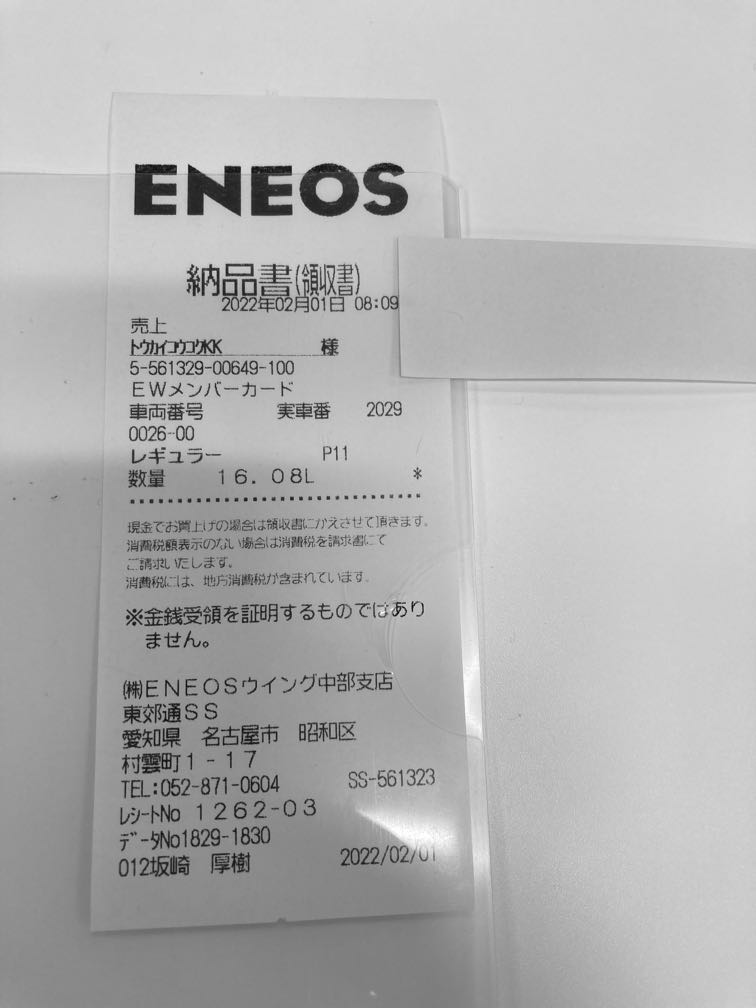 ENEOS
納品書(領収書)
2022年02月01日 08:09
売上
トウカイコウコクKK 様
5-561329-00649-100
EWメンバーカード
車両番号 実車番 2029
0026-00
レギュラー P11
数量 16.08L *
現金でお買上げの場合は領収書にかえさせて頂きます。
消費税額表示のない場合は消費税を請求書にて
ご請求いたします。
消費税には、地方消費税が含まれています。
※金銭受領を証明するものではあり
ません。
㈱ENEOSウイング中部支店
東郊通SS
愛知県 名古屋市 昭和区
村雲町1-17
TEL:052-871-0604 SS-561323
レシートNo 1262-03
データNo1829-1830
012坂崎 厚樹 2022/02/01